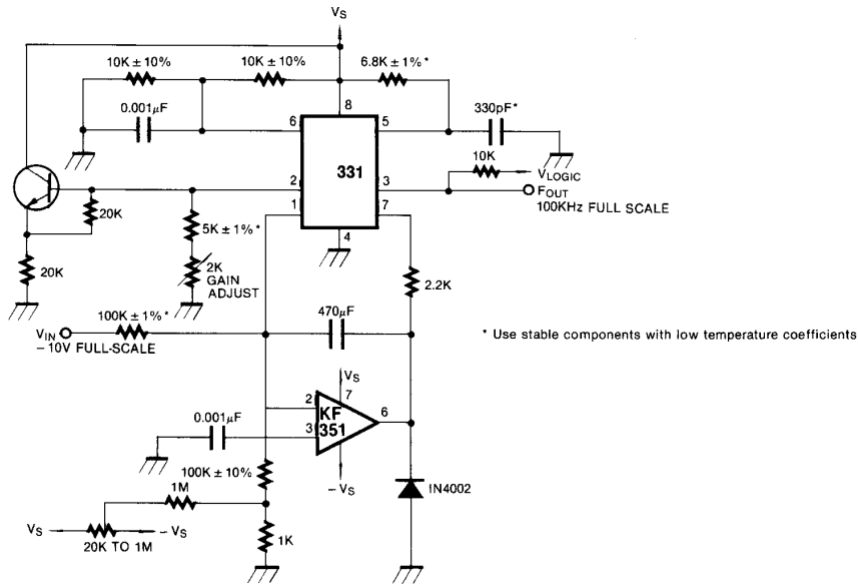 VS
10K ± 10%
10K ± 10%
6.8K ± 1% *
0.001µF
6
8
5
330pF*
331
10K
VLOGIC
2
3
FOUT
100KHz FULL SCALE
20K
1
7
4
5K ± 1% *
20K
2K
GAIN
ADJUST
2.2K
100K ± 1% *
470µF
VIN
– 10V FULL-SCALE
* Use stable components with low temperature coefficients
VS
7
0.001µF
2
KF
6
3
351
100K ± 10%
– VS
1M
IN4002
VS
– VS
20K TO 1M
1K